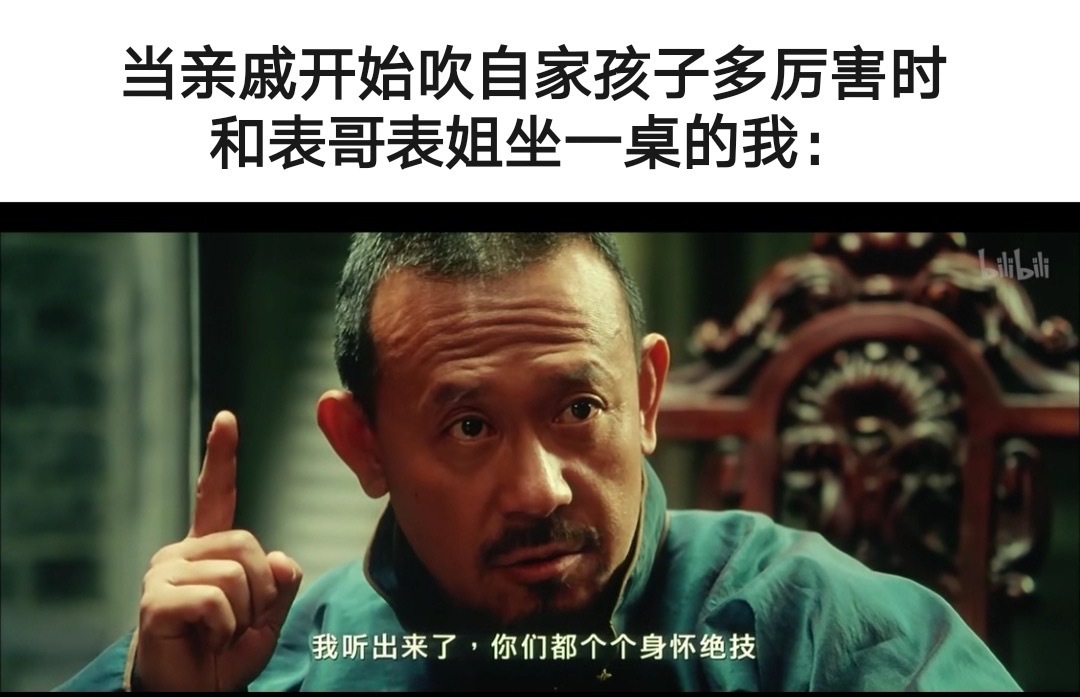 当亲戚开始吹自家孩子多厉害时
和表哥表姐坐一桌的我：
bilibili
我听出来了，你们都个个身怀绝技